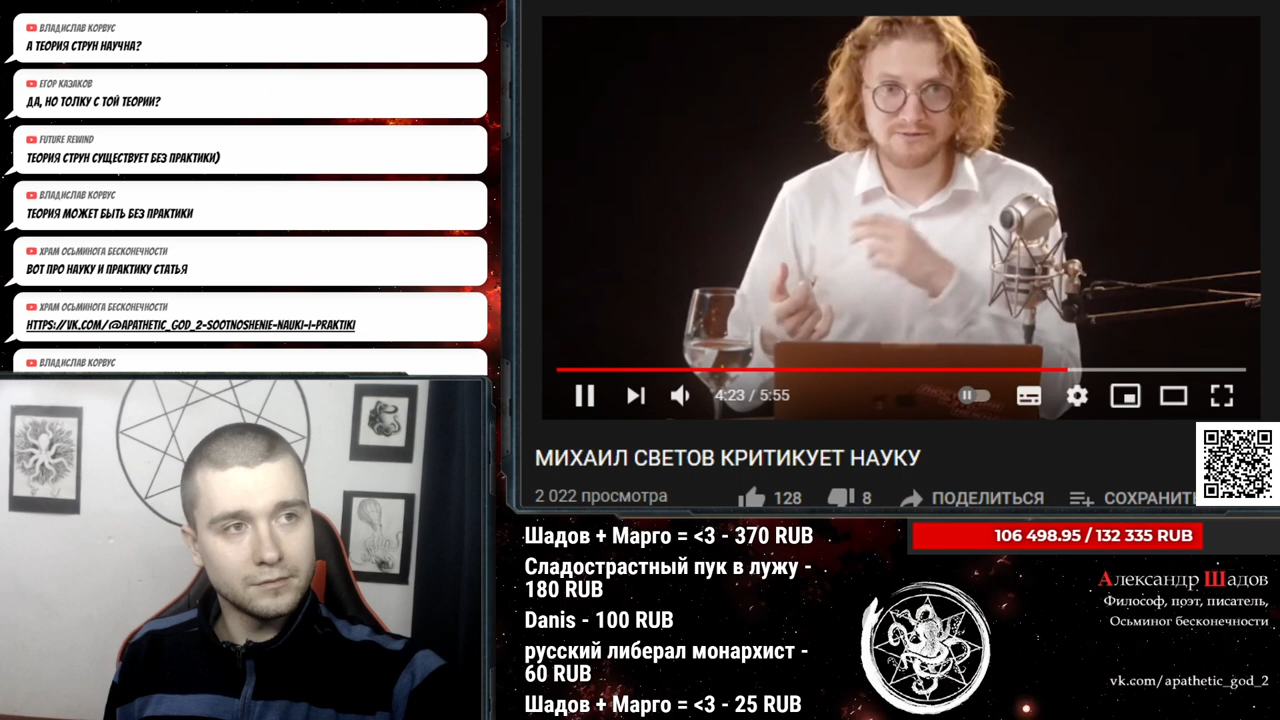 ВЛАДИСЛАВ КОРВУС
А ТЕОРИЯ СТРУН НАУЧНА?
ЕГОР КАЗАКОВ
ДА, НО ТОЛКУ С ТОЙ ТЕОРИИ?
FUTURE REWIND
ТЕОРИЯ СТРУН СУЩЕСТВУЕТ БЕЗ ПРАКТИКИ)
ВЛАДИСЛАВ КОРВУС
ТЕОРИЯ МОЖЕТ БЫТЬ БЕЗ ПРАКТИКИ
ХРАМ ОСЬМИНОГА БЕСКОНЕЧНОСТИ
ВОТ ПРО НАУКУ И ПРАКТИКУ СТАТЬЯ
ХРАМ ОСЬМИНОГА БЕСКОНЕЧНОСТИ
HTTPS://VK.COM/@APATHETIC_GOD_2-SOOTNOSHENIE-NAUKI-I-PRAKTIKI
ВЛАДИСЛАВ КОРВУС
4:23 / 5:55
МИХАИЛ СВЕТОВ КРИТИКУЕТ НАУКУ
2 022 просмотра
128
8
ПОДЕЛИТЬСЯ
СОХРАНИТЬ
Шадов + Марго = <3 - 370 RUB
Сладострастный пук в лужу -
180 RUB
Danis - 100 RUB
русский либерал монархист -
60 RUB
Шадов + Марго = <3 - 25 RUB
106 498.95 / 132 335 RUB
Александр Шадов
Философ, поэт, писатель,
Осьминог бесконечности
vk.com/apathetic_god_2